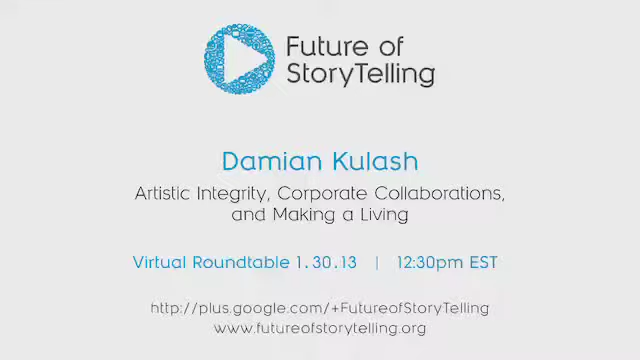 Future of
StoryTelling
Damian Kulash
Artistic Integrity, Corporate Collaborations,
and Making a Living
Virtual Roundtable 1.30.13 | 12:30pm EST
http://plus.google.com/+FutureofStoryTelling
www.futureofstorytelling.org